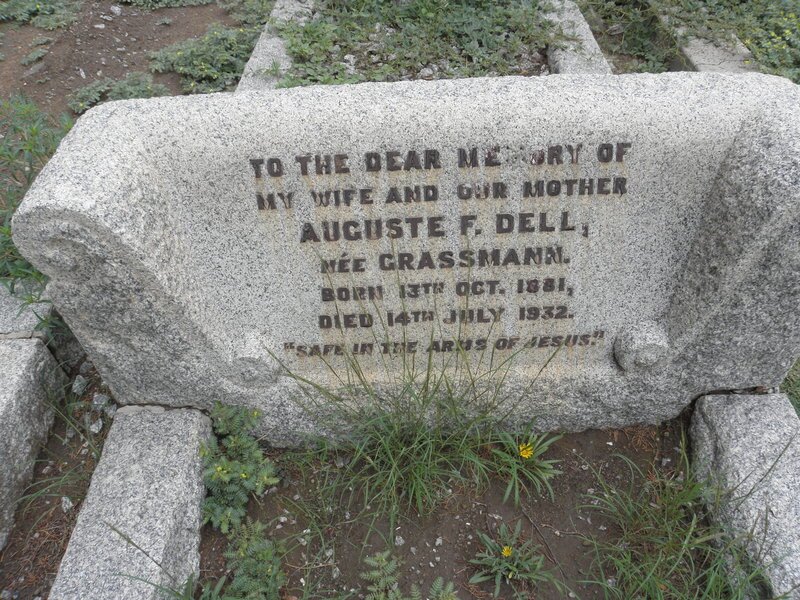 TO THE DEAR MEMORY OF
MY WIFE AND OUR MOTHER
AUGUSTE F. DELL,
NÉE GRASSMANN.
BORN 13TH OCT. 1881,
DIED 14TH JULY 1932.
"SAFE IN THE ARMS OF JESUS."